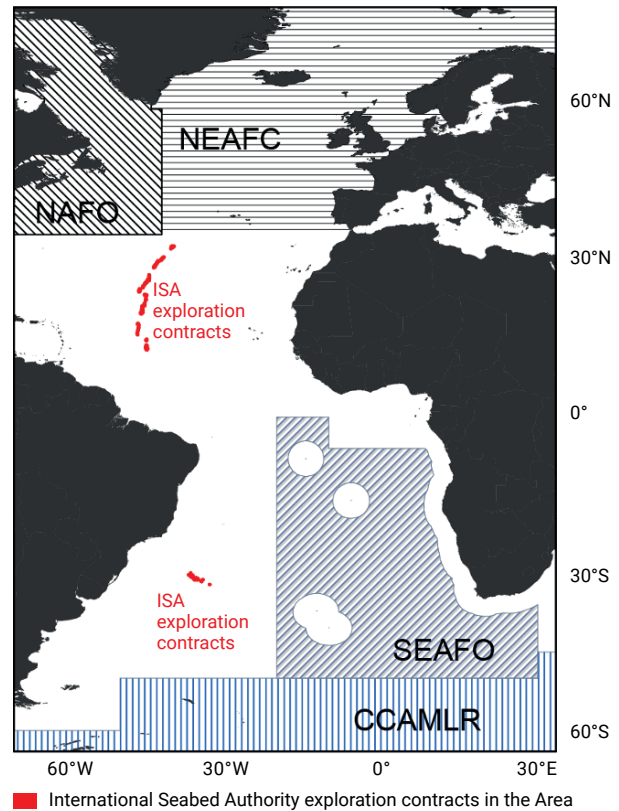 60°N
NEAFC
NAFO
30°N
ISA
exploration
contracts
0°
30°S
ISA
exploration
contracts
SEAFO
CCAMLR
60°S
60°W
30°W
0°
30°E
International Seabed Authority exploration contracts in the Area